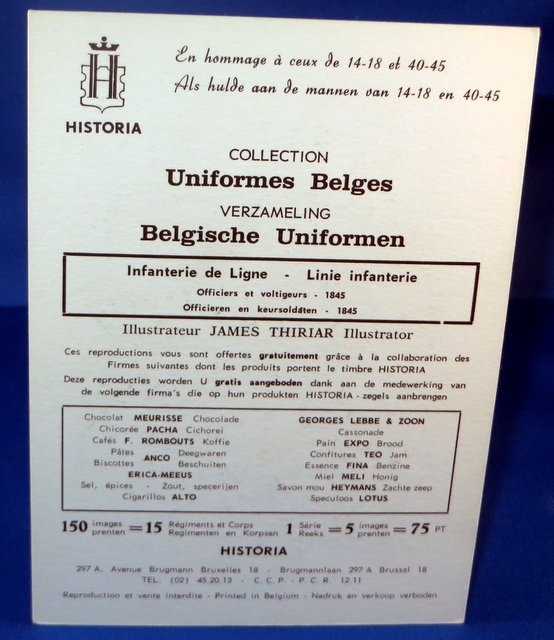 En hommage à ceux de 14-18 et 40-45
Als hulde aan de mannen van 14-18 en 40-45
H
HISTORIA
COLLECTION
Uniformes Belges
VERZAMELING
Belgische Uniformen
Infanterie de Ligne - Linie infanterie
Officiers et voltigeurs - 1845
Officieren en keursoldaten - 1845
Illustrateur JAMES THIRIAR Illustrator
Ces reproductions vous sont offertes gratuitement grâce à la collaboration des
Firmes suivantes dont les produits portent le timbre HISTORIA
Deze reproducties worden U gratis aangeboden dank aan de medewerking van
de volgende firma's die op hun produkten HISTORIA-zegels aanbrengen
Chocolat MEURISSE Chocolade
Chicorée PACHA Cichorei
Cafés F. ROMBOUTS Koffie
Pâtes ANCO Deegwaren
Biscottes Beschuiten
ERICA-MEEUS
Sel, épices - Zout, specerijen
Cigarillos ALTO
GEORGES LEBBE & ZOON
Cassonade
Pain EXPO Brood
Confitures TEO Jam
Essence FINA Benzine
Miel MELI Honig
Savon mou HEYMANS Zachte zeep
Speculoos LOTUS
150 images prenten = 15 Régiments et Corps Regimenten en Korpsen 1 Série Reeks = 5 images prenten = 75 PT
HISTORIA
297 A, Avenue Brugmann Bruxelles 18 - Brugmannlaan 297 A Brussel 18
TEL. (02) 45.20.13 - C.C.P. - P.C.R. 12.11
Reproduction et vente interdite - Printed in Belgium - Nadruk en verkoop verboden